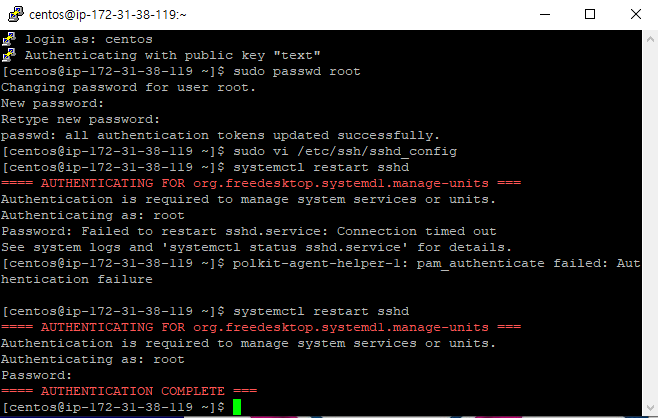 centos@ip-172-31-38-119:~
login as: centos
Authenticating with public key "text"
[centos@ip-172-31-38-119 ~]$ sudo passwd root
Changing password for user root.
New password:
Retype new password:
passwd: all authentication tokens updated successfully.
[centos@ip-172-31-38-119 ~]$ sudo vi /etc/ssh/sshd_config
[centos@ip-172-31-38-119 ~]$ systemctl restart sshd
==== AUTHENTICATING FOR org.freedesktop.systemd1.manage-units ===
Authentication is required to manage system services or units.
Authenticating as: root
Password: Failed to restart sshd.service: Connection timed out
See system logs and 'systemctl status sshd.service' for details.
[centos@ip-172-31-38-119 ~]$ polkit-agent-helper-1: pam_authenticate failed: Aut
hentication failure
[centos@ip-172-31-38-119 ~]$ systemctl restart sshd
==== AUTHENTICATING FOR org.freedesktop.systemd1.manage-units ===
Authentication is required to manage system services or units.
Authenticating as: root
Password:
==== AUTHENTICATION COMPLETE ===
[centos@ip-172-31-38-119 ~]$